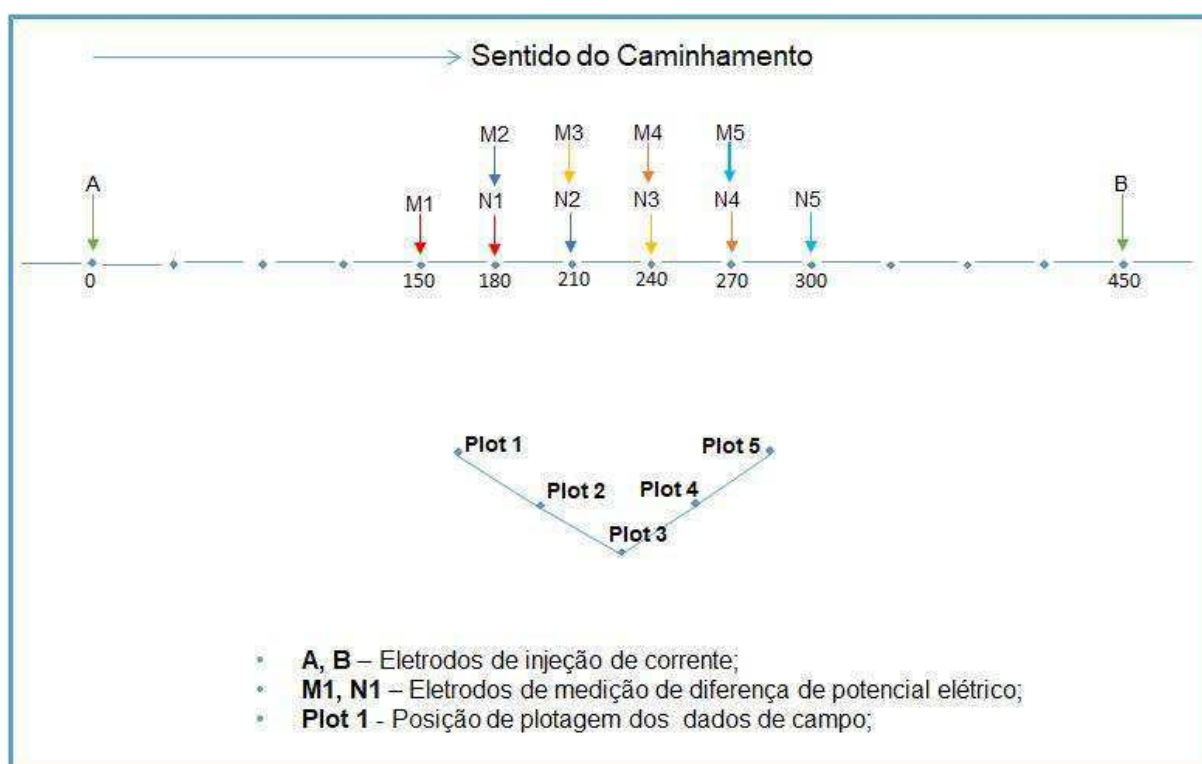 Sentido do Caminhamento
M2 M3 M4 M5
A M1 N1 N2 N3 N4 N5 B
0 150 180 210 240 270 300 450
Plot 1 Plot 5
Plot 2 Plot 4
Plot 3
• A, B – Eletrodos de injeção de corrente;
• M1, N1 – Eletrodos de medição de diferença de potencial elétrico;
• Plot 1 - Posição de plotagem dos dados de campo;